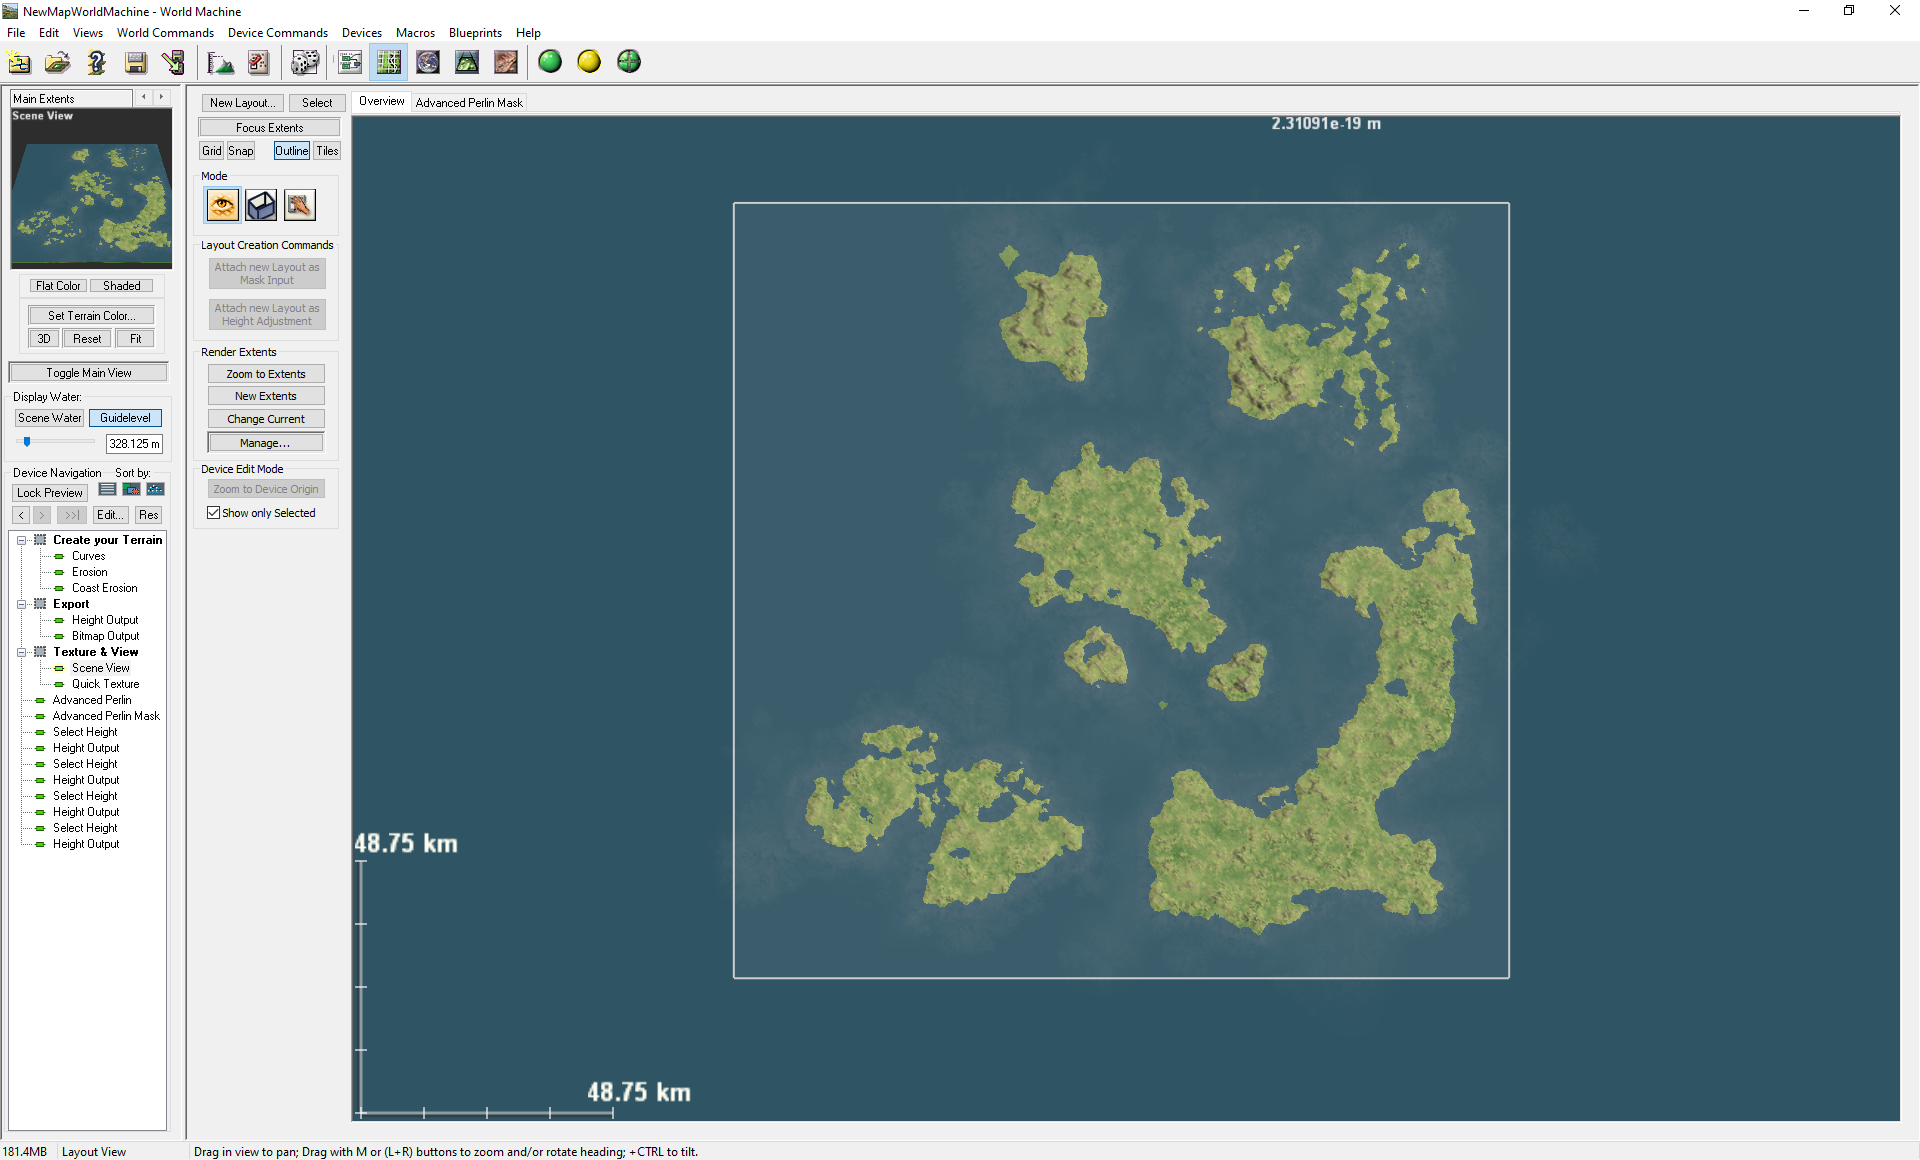 NewMapWorldMachine - World Machine
File Edit Views World Commands Device Commands Devices Macros Blueprints Help
Main Extents
Scene View
Flat Color Shaded
Set Terrain Color...
3D Reset Fit
Toggle Main View
Display Water:
Scene Water Guidelevel
328.125 m
Device Navigation Sort by:
Lock Preview
< > >>| Edit... Res
Create your Terrain
Curves
Erosion
Coast Erosion
Export
Height Output
Bitmap Output
Texture & View
Scene View
Quick Texture
Advanced Perlin
Advanced Perlin Mask
Select Height
Height Output
Select Height
Height Output
Select Height
Height Output
Select Height
Height Output
New Layout... Select
Focus Extents
Grid Snap Outline Tiles
Mode
Layout Creation Commands
Attach new Layout as
Mask Input
Attach new Layout as
Height Adjustment
Render Extents
Zoom to Extents
New Extents
Change Current
Manage...
Device Edit Mode
Zoom to Device Origin
Show only Selected
Overview Advanced Perlin Mask
2.31091e-19 m
48.75 km
48.75 km
181.4MB Layout View Drag in view to pan; Drag with M or (L+R) buttons to zoom and/or rotate heading; +CTRL to tilt.